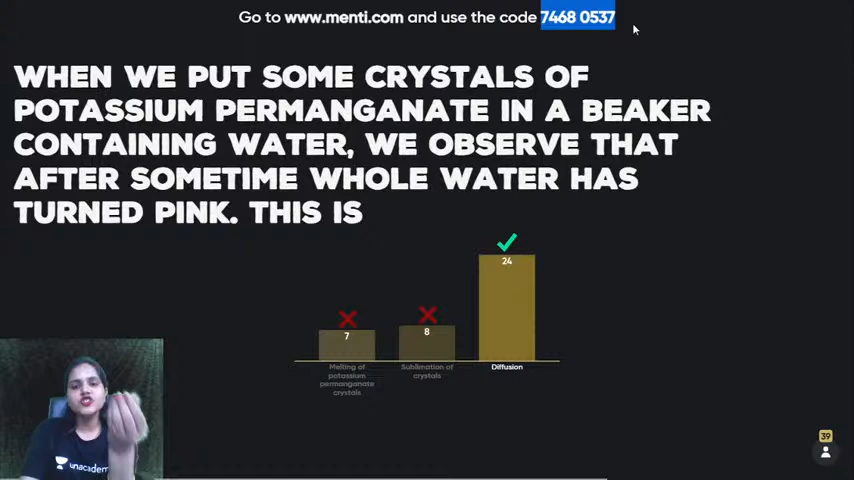 Go to www.menti.com and use the code 7468 0537
WHEN WE PUT SOME CRYSTALS OF
POTASSIUM PERMANGANATE IN A BEAKER
CONTAINING WATER, WE OBSERVE THAT
AFTER SOMETIME WHOLE WATER HAS
TURNED PINK. THIS IS
24
7
8
Melting of
potassium
permanganate
crystals
Sublimation of
crystals
Diffusion
unacademy
39